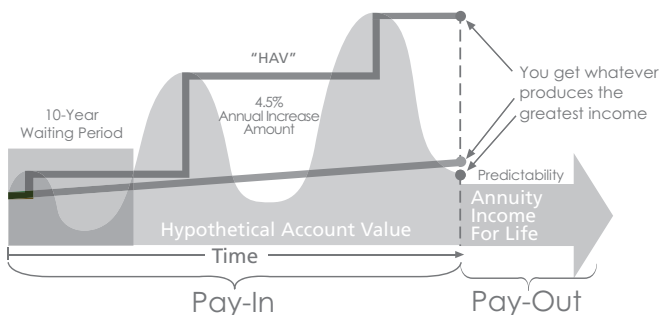 “HAV”
10-Year
Waiting Period
4.5%
Annual Increase
Amount
You get whatever
produces the
greatest income
Predictability
Annuity
Income
For Life
Hypothetical Account Value
Time
Pay-In
Pay-Out